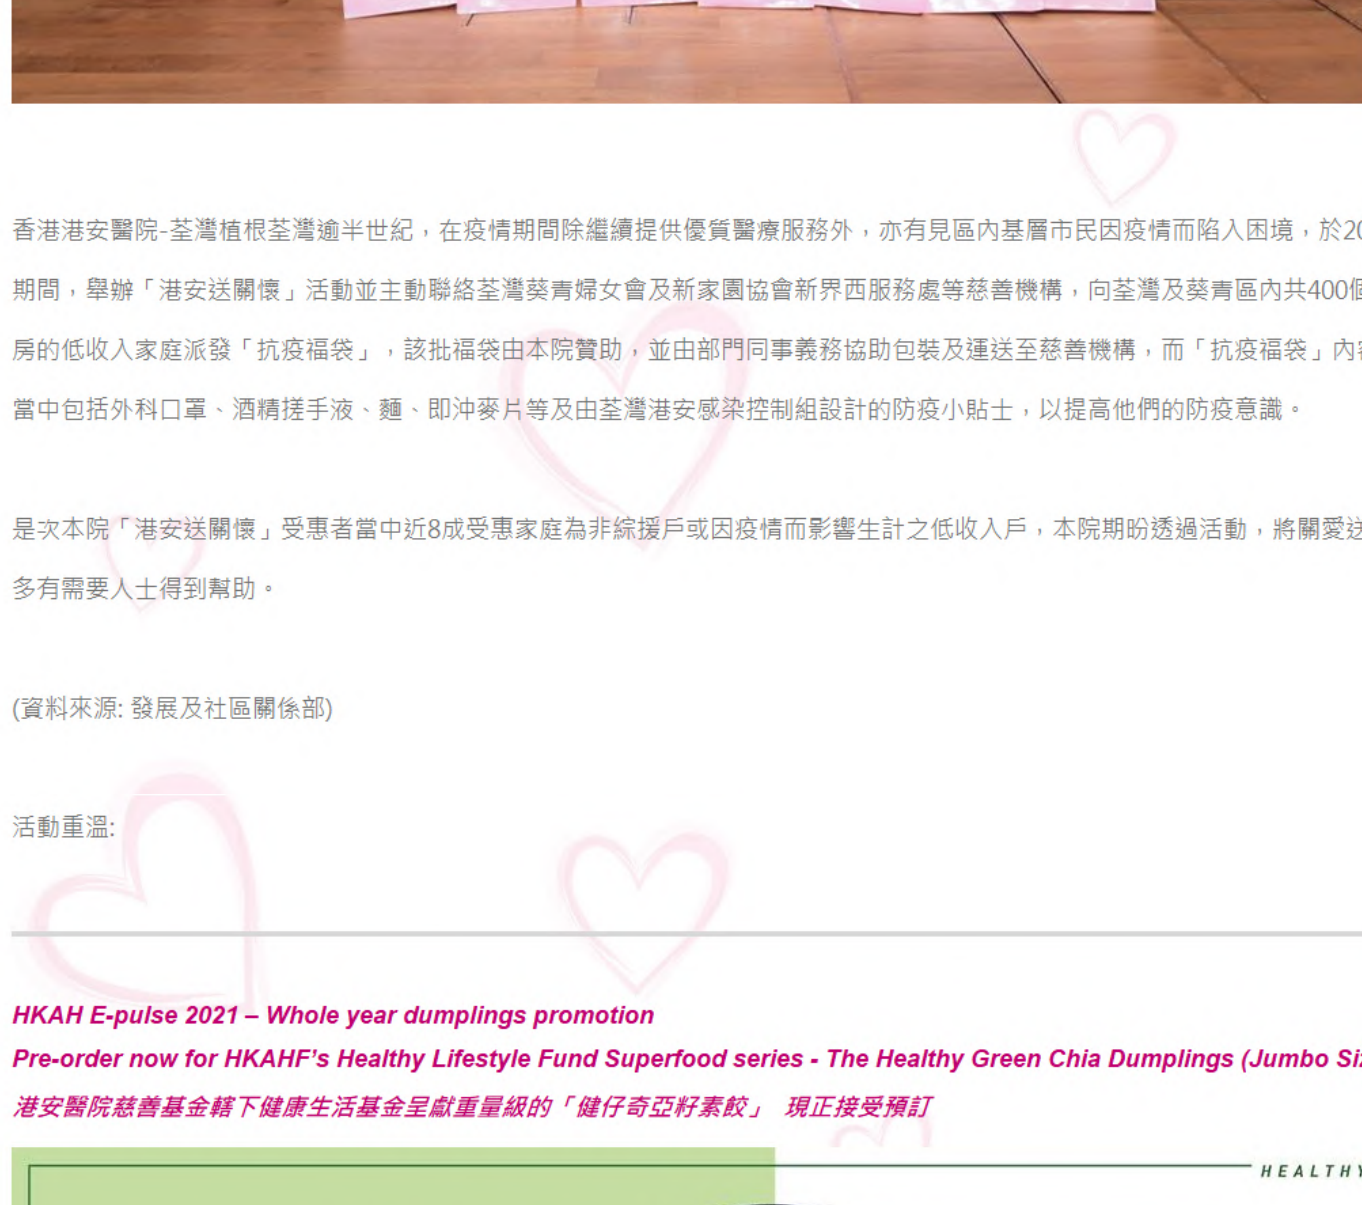 香港港安醫院-荃灣植根荃灣逾半世紀，在疫情期間除繼續提供優質醫療服務外，亦有見區內基層市民因疫情而陷入困境，於20
期間，舉辦「港安送關懷」活動並主動聯絡荃灣葵青婦女會及新家園協會新界西服務處等慈善機構，向荃灣及葵青區內共400個
房的低收入家庭派發「抗疫福袋」，該批福袋由本院贊助，並由部門同事義務協助包裝及運送至慈善機構，而「抗疫福袋」內容
當中包括外科口罩、酒精搓手液、麵、即沖麥片等及由荃灣港安感染控制組設計的防疫小貼士，以提高他們的防疫意識。
是次本院「港安送關懷」受惠者當中近8成受惠家庭為非綜援戶或因疫情而影響生計之低收入戶，本院期盼透過活動，將關愛送
多有需要人士得到幫助。
(資料來源: 發展及社區關係部)
活動重溫:
HKAH E-pulse 2021 – Whole year dumplings promotion
Pre-order now for HKAHF’s Healthy Lifestyle Fund Superfood series - The Healthy Green Chia Dumplings (Jumbo Si
港安醫院慈善基金轄下健康生活基金呈獻重量級的「健仔奇亞籽素餃」 現正接受預訂
HEALTHY